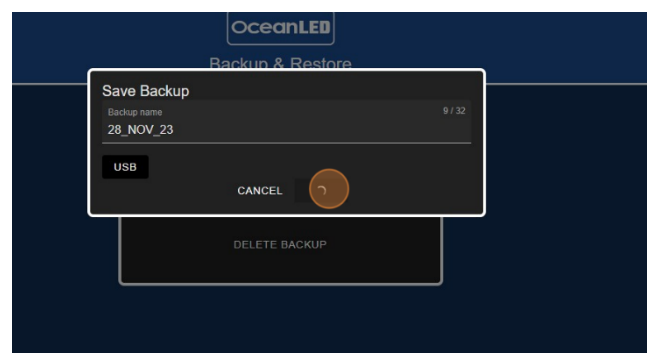 OceanLED
Backup & Restore
Save Backup
Backup name
9 / 32
28_NOV_23
USB
CANCEL
DELETE BACKUP